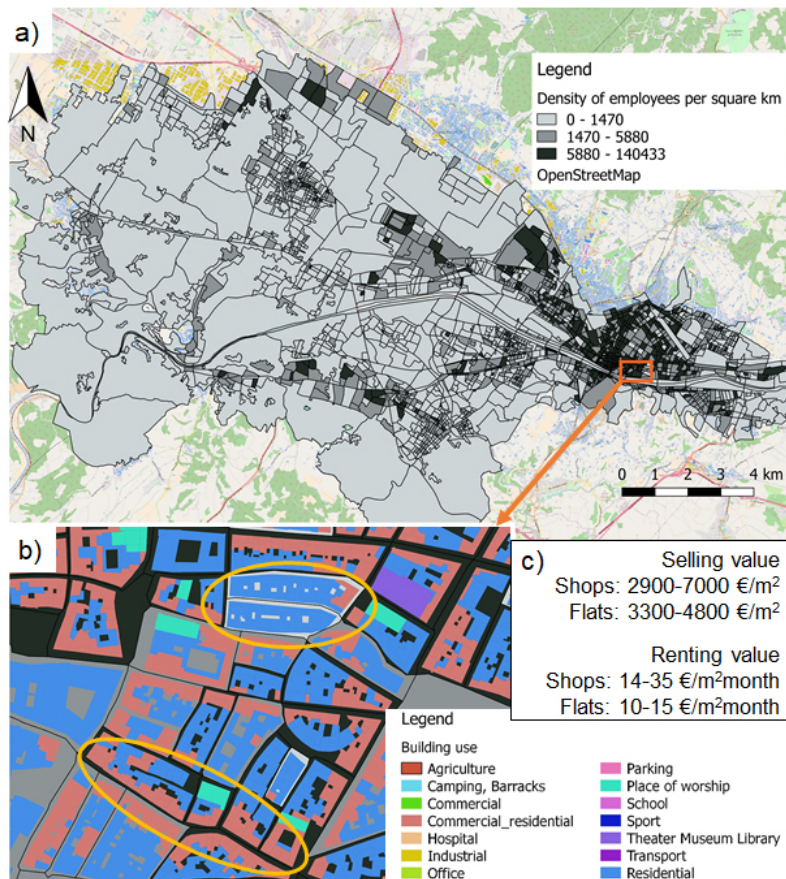 a)
N
Legend
Density of employees per square km
0 - 1470
1470 - 5880
5880 - 140433
OpenStreetMap
0 1 2 3 4 km
b)
Legend
Building use
Agriculture
Camping, Barracks
Commercial
Commercial_residential
Hospital
Industrial
Office
Parking
Place of worship
School
Sport
Theater Museum Library
Transport
Residential
c)
Selling value
Shops: 2900-7000 €/m²
Flats: 3300-4800 €/m²
Renting value
Shops: 14-35 €/m²month
Flats: 10-15 €/m²month